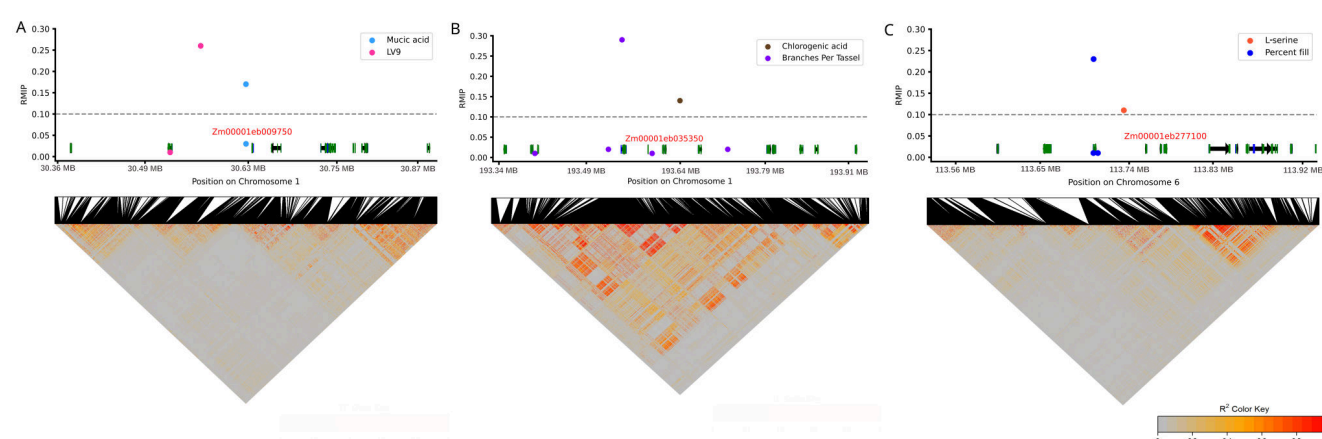 A
0.30
0.25
0.20
0.15
0.10
0.05
0.00
RMIP
Mucic acid
LV9
Zm00001eb009750
30.36 MB
30.49 MB
30.63 MB
30.75 MB
30.87 MB
Position on Chromosome 1
B
0.30
0.25
0.20
0.15
0.10
0.05
0.00
RMIP
Chlorogenic acid
Branches Per Tassel
Zm00001eb035350
193.34 MB
193.49 MB
193.64 MB
193.79 MB
193.91 MB
Position on Chromosome 1
C
0.30
0.25
0.20
0.15
0.10
0.05
0.00
RMIP
L-serine
Percent fill
Zm00001eb277100
113.56 MB
113.65 MB
113.74 MB
113.83 MB
113.92 MB
Position on Chromosome 6
R2 Color Key